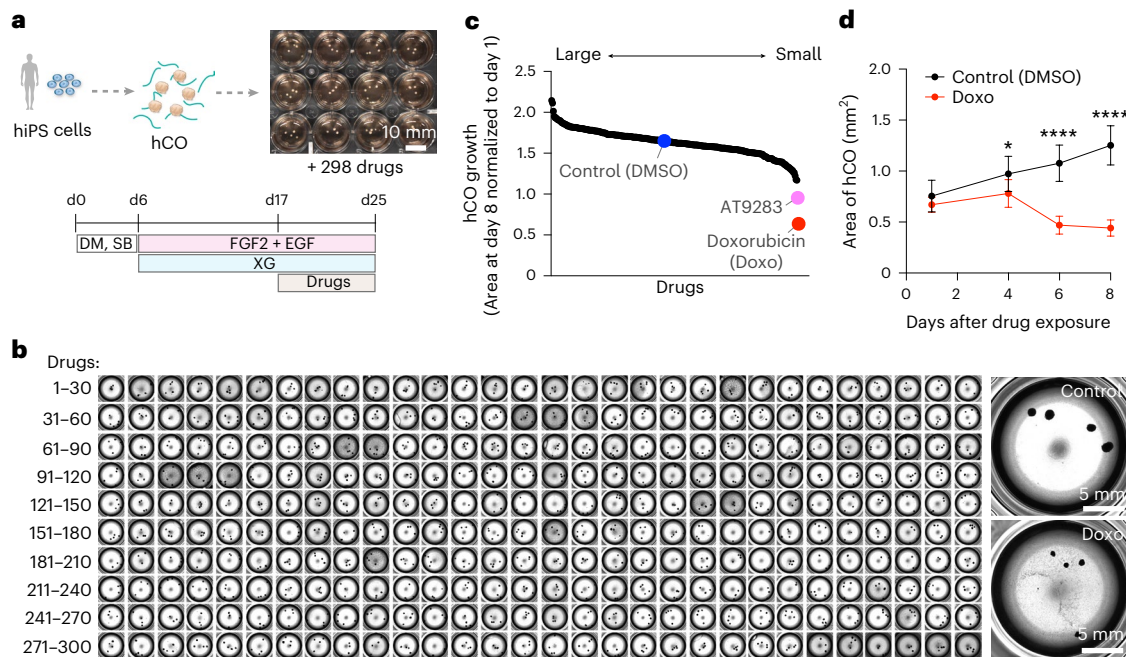 a
hiPS cells
hCO
10 mm
+ 298 drugs
d0
d6
d17
d25
DM, SB
FGF2 + EGF
XG
Drugs
c
Large
Small
hCO growth
(Area at day 8 normalized to day 1)
2.5
2.0
1.5
1.0
0.5
0
Control (DMSO)
AT9283
Doxorubicin
(Doxo)
Drugs
d
Area of hCO (mm²)
2.0
1.5
1.0
0.5
0
Control (DMSO)
Doxo
*
****
****
0
2
4
6
8
Days after drug exposure
b
Drugs:
1–30
31–60
61–90
91–120
121–150
151–180
181–210
211–240
241–270
271–300
Control
5 mm
Doxo
5 mm